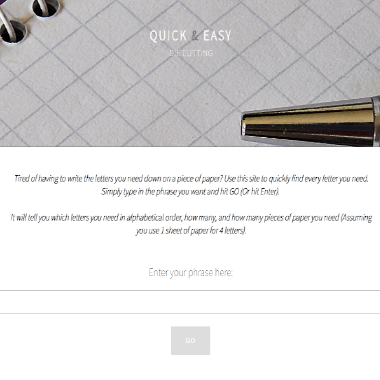 QUICK & EASY
Tired of having to write the letters you need down on a piece of paper? Use this site to quickly find every letter you need.
Simply type in the phrase you want and hit GO (Or hit Enter).
It will tell you which letters you need in alphabetical order, how many, and how many pieces of paper you need (Assuming
you use 1 sheet of paper for 4 letters).
Enter your phrase here:
GO